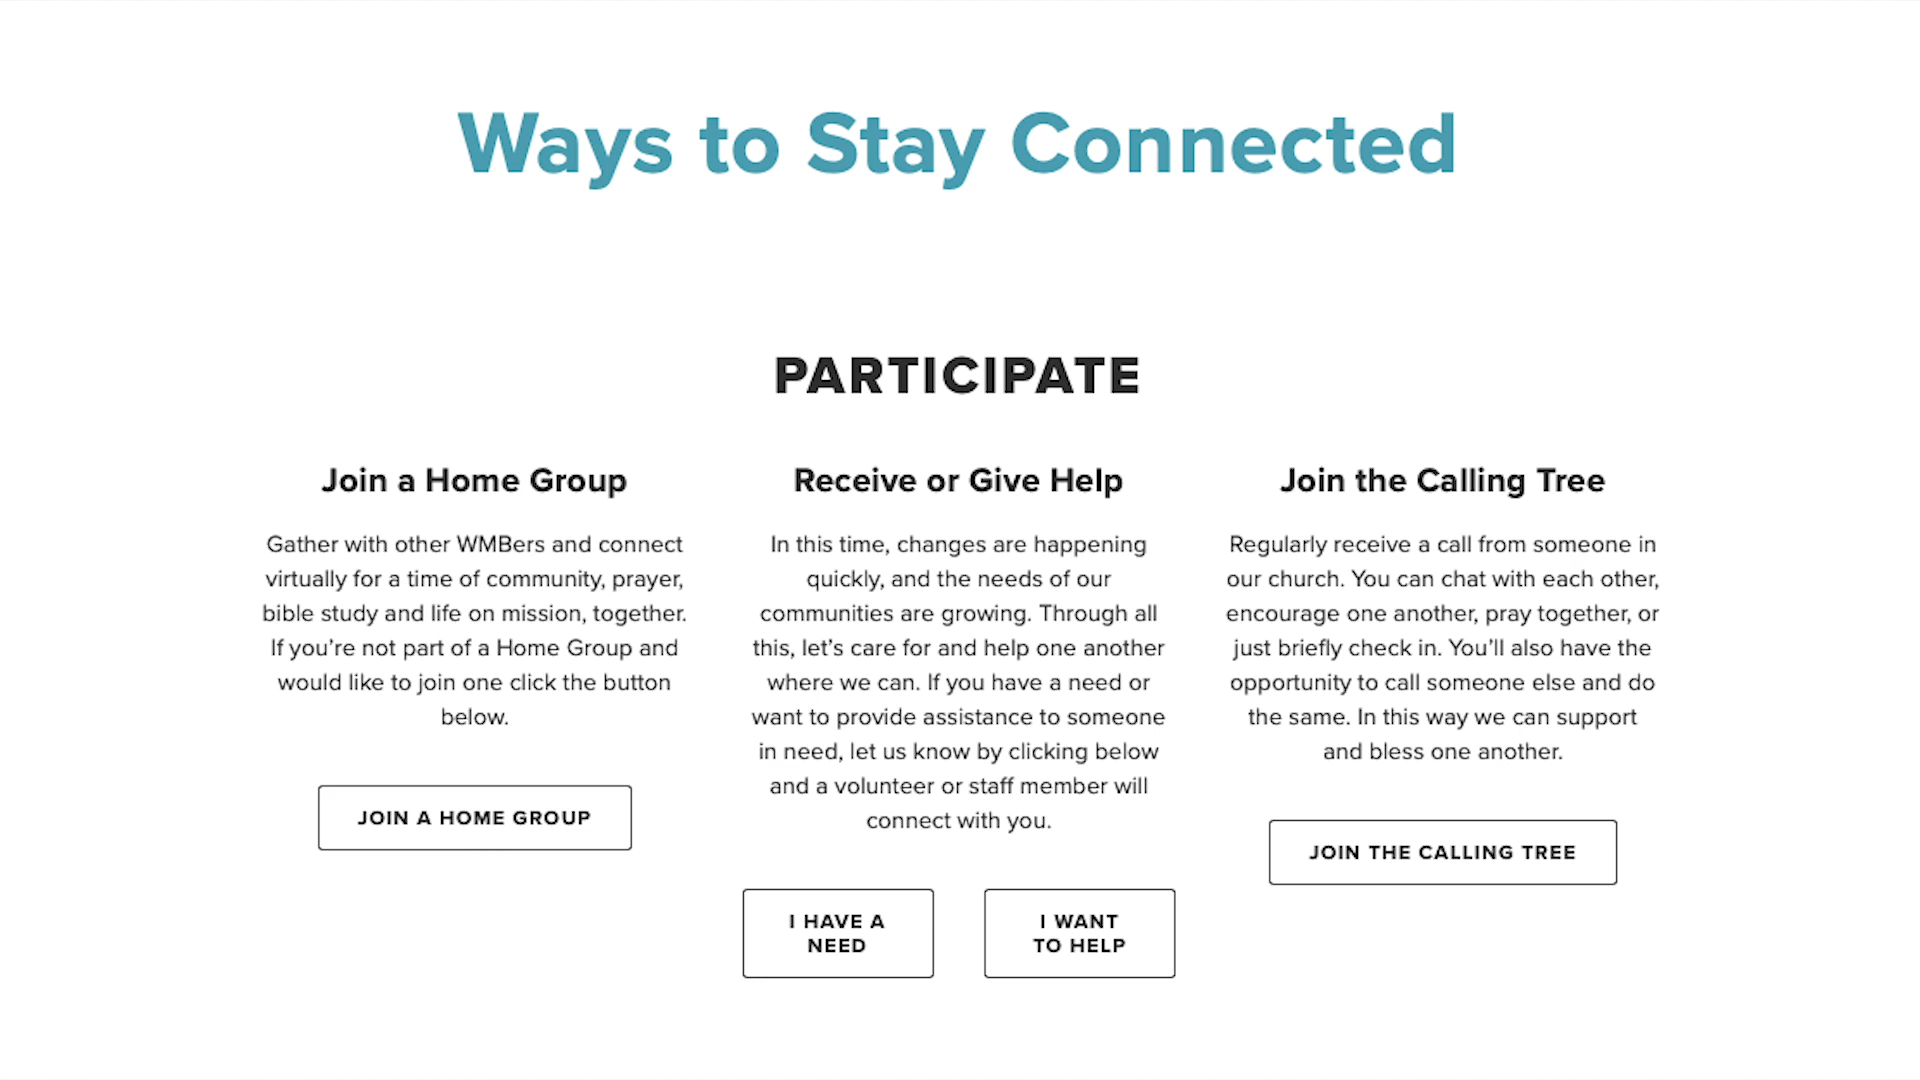 Ways to Stay Connected
PARTICIPATE
Join a Home Group
Gather with other WMBers and connect
virtually for a time of community, prayer,
bible study and life on mission, together.
If you’re not part of a Home Group and
would like to join one click the button
below.
JOIN A HOME GROUP
Receive or Give Help
In this time, changes are happening
quickly, and the needs of our
communities are growing. Through all
this, let’s care for and help one another
where we can. If you have a need or
want to provide assistance to someone
in need, let us know by clicking below
and a volunteer or staff member will
connect with you.
I HAVE A
NEED
I WANT
TO HELP
Join the Calling Tree
Regularly receive a call from someone in
our church. You can chat with each other,
encourage one another, pray together, or
just briefly check in. You’ll also have the
opportunity to call someone else and do
the same. In this way we can support
and bless one another.
JOIN THE CALLING TREE